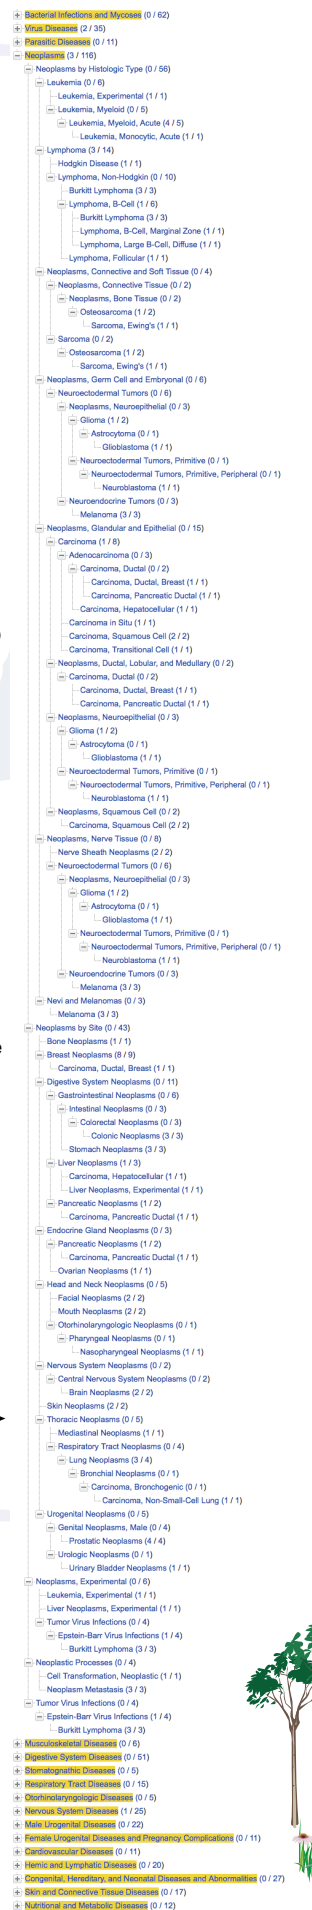 Bacterial Infections and Mycoses (0 / 62)
Virus Diseases (2 / 35)
Parasitic Diseases (0 / 11)
Neoplasms (3 / 116)
Neoplasms by Histologic Type (0 / 56)
Leukemia (0 / 6)
Leukemia, Experimental (1 / 1)
Leukemia, Myeloid (0 / 5)
Leukemia, Myeloid, Acute (4 / 5)
Leukemia, Monocytic, Acute (1 / 1)
Lymphoma (3 / 14)
Hodgkin Disease (1 / 1)
Lymphoma, Non-Hodgkin (0 / 10)
Burkitt Lymphoma (3 / 3)
Lymphoma, B-Cell (1 / 6)
Burkitt Lymphoma (3 / 3)
Lymphoma, B-Cell, Marginal Zone (1 / 1)
Lymphoma, Large B-Cell, Diffuse (1 / 1)
Lymphoma, Follicular (1 / 1)
Neoplasms, Connective and Soft Tissue (0 / 4)
Neoplasms, Connective Tissue (0 / 2)
Neoplasms, Bone Tissue (0 / 2)
Osteosarcoma (1 / 2)
Sarcoma, Ewing's (1 / 1)
Sarcoma (0 / 2)
Osteosarcoma (1 / 2)
Sarcoma, Ewing's (1 / 1)
Neoplasms, Germ Cell and Embryonal (0 / 6)
Neuroectodermal Tumors (0 / 6)
Neoplasms, Neuroepithelial (0 / 3)
Glioma (1 / 2)
Astrocytoma (0 / 1)
Glioblastoma (1 / 1)
Neuroectodermal Tumors, Primitive (0 / 1)
Neuroectodermal Tumors, Primitive, Peripheral (0 / 1)
Neuroblastoma (1 / 1)
Neuroendocrine Tumors (0 / 3)
Melanoma (3 / 3)
Neoplasms, Glandular and Epithelial (0 / 15)
Carcinoma (1 / 8)
Adenocarcinoma (0 / 3)
Carcinoma, Ductal (0 / 2)
Carcinoma, Ductal, Breast (1 / 1)
Carcinoma, Pancreatic Ductal (1 / 1)
Carcinoma, Hepatocellular (1 / 1)
Carcinoma in Situ (1 / 1)
Carcinoma, Squamous Cell (2 / 2)
Carcinoma, Transitional Cell (1 / 1)
Neoplasms, Ductal, Lobular, and Medullary (0 / 2)
Carcinoma, Ductal (0 / 2)
Carcinoma, Ductal, Breast (1 / 1)
Carcinoma, Pancreatic Ductal (1 / 1)
Neoplasms, Neuroepithelial (0 / 3)
Glioma (1 / 2)
Astrocytoma (0 / 1)
Glioblastoma (1 / 1)
Neuroectodermal Tumors, Primitive (0 / 1)
Neuroectodermal Tumors, Primitive, Peripheral (0 / 1)
Neuroblastoma (1 / 1)
Neoplasms, Squamous Cell (0 / 2)
Carcinoma, Squamous Cell (2 / 2)
Neoplasms, Nerve Tissue (0 / 8)
Nerve Sheath Neoplasms (2 / 2)
Neuroectodermal Tumors (0 / 6)
Neoplasms, Neuroepithelial (0 / 3)
Glioma (1 / 2)
Astrocytoma (0 / 1)
Glioblastoma (1 / 1)
Neuroectodermal Tumors, Primitive (0 / 1)
Neuroectodermal Tumors, Primitive, Peripheral (0 / 1)
Neuroblastoma (1 / 1)
Neuroendocrine Tumors (0 / 3)
Melanoma (3 / 3)
Nevi and Melanomas (0 / 3)
Melanoma (3 / 3)
Neoplasms by Site (0 / 43)
Bone Neoplasms (1 / 1)
Breast Neoplasms (8 / 9)
Carcinoma, Ductal, Breast (1 / 1)
Digestive System Neoplasms (0 / 11)
Gastrointestinal Neoplasms (0 / 6)
Intestinal Neoplasms (0 / 3)
Colorectal Neoplasms (0 / 3)
Colonic Neoplasms (3 / 3)
Stomach Neoplasms (3 / 3)
Liver Neoplasms (1 / 3)
Carcinoma, Hepatocellular (1 / 1)
Liver Neoplasms, Experimental (1 / 1)
Pancreatic Neoplasms (1 / 2)
Carcinoma, Pancreatic Ductal (1 / 1)
Endocrine Gland Neoplasms (0 / 3)
Pancreatic Neoplasms (1 / 2)
Carcinoma, Pancreatic Ductal (1 / 1)
Ovarian Neoplasms (1 / 1)
Head and Neck Neoplasms (0 / 5)
Facial Neoplasms (2 / 2)
Mouth Neoplasms (2 / 2)
Otorhinolaryngologic Neoplasms (0 / 1)
Pharyngeal Neoplasms (0 / 1)
Nasopharyngeal Neoplasms (1 / 1)
Nervous System Neoplasms (0 / 2)
Central Nervous System Neoplasms (0 / 2)
Brain Neoplasms (2 / 2)
Skin Neoplasms (2 / 2)
Thoracic Neoplasms (0 / 5)
Mediastinal Neoplasms (1 / 1)
Respiratory Tract Neoplasms (0 / 4)
Lung Neoplasms (3 / 4)
Bronchial Neoplasms (0 / 1)
Carcinoma, Bronchogenic (0 / 1)
Carcinoma, Non-Small-Cell Lung (1 / 1)
Urogenital Neoplasms (0 / 5)
Genital Neoplasms, Male (0 / 4)
Prostatic Neoplasms (4 / 4)
Urologic Neoplasms (0 / 1)
Urinary Bladder Neoplasms (1 / 1)
Neoplasms, Experimental (0 / 6)
Leukemia, Experimental (1 / 1)
Liver Neoplasms, Experimental (1 / 1)
Tumor Virus Infections (0 / 4)
Epstein-Barr Virus Infections (1 / 4)
Burkitt Lymphoma (3 / 3)
Neoplastic Processes (0 / 4)
Cell Transformation, Neoplastic (1 / 1)
Neoplasm Metastasis (3 / 3)
Tumor Virus Infections (0 / 4)
Epstein-Barr Virus Infections (1 / 4)
Burkitt Lymphoma (3 / 3)
Musculoskeletal Diseases (0 / 6)
Digestive System Diseases (0 / 51)
Stomatognathic Diseases (0 / 5)
Respiratory Tract Diseases (0 / 15)
Otorhinolaryngologic Diseases (0 / 5)
Nervous System Diseases (1 / 25)
Male Urogenital Diseases (0 / 22)
Female Urogenital Diseases and Pregnancy Complications (0 / 11)
Cardiovascular Diseases (0 / 11)
Hemic and Lymphatic Diseases (0 / 20)
Congenital, Hereditary, and Neonatal Diseases and Abnormalities (0 / 27)
Skin and Connective Tissue Diseases (0 / 17)
Nutritional and Metabolic Diseases (0 / 12)